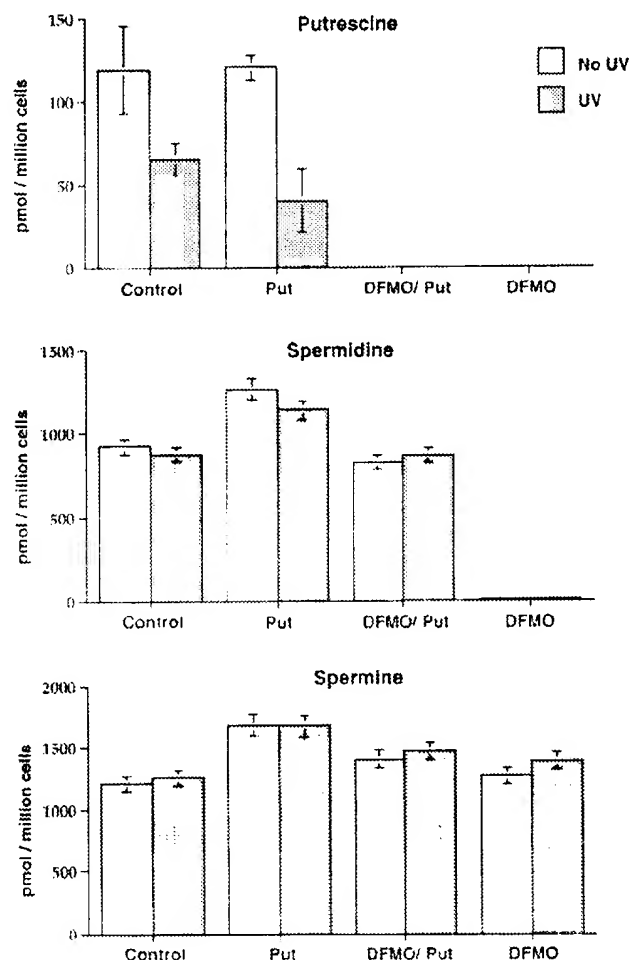 Putrescine
150
100
50
0
pmol / million cells
No UV
UV
Control Put DFMO/ Put DFMO
Spermidine
1500
1000
500
0
pmol / million cells
Control Put DFMO/ Put DFMO
Spermine
2000
1500
1000
500
0
pmol / million cells
Control Put DFMO/ Put DFMO